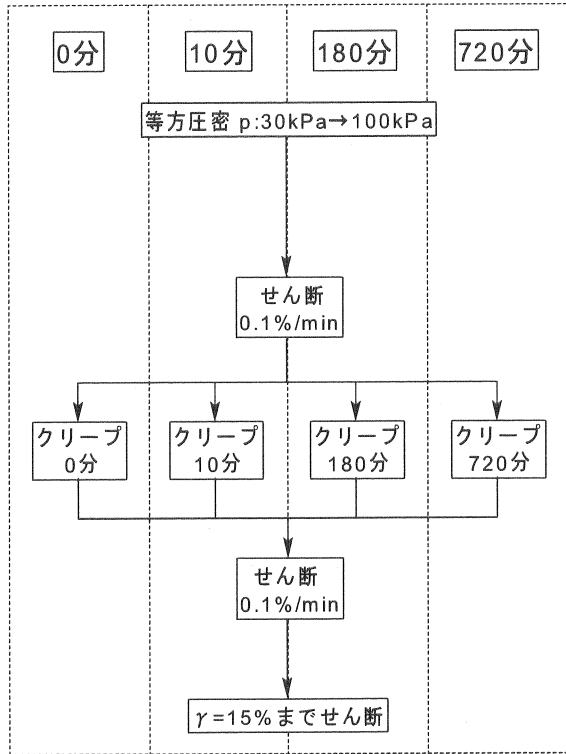 0分
10分
180分
720分
等方圧密 p:30kPa→100kPa
せん断
0.1%/min
クリープ
0分
クリープ
10分
クリープ
180分
クリープ
720分
せん断
0.1%/min
γ=15%までせん断